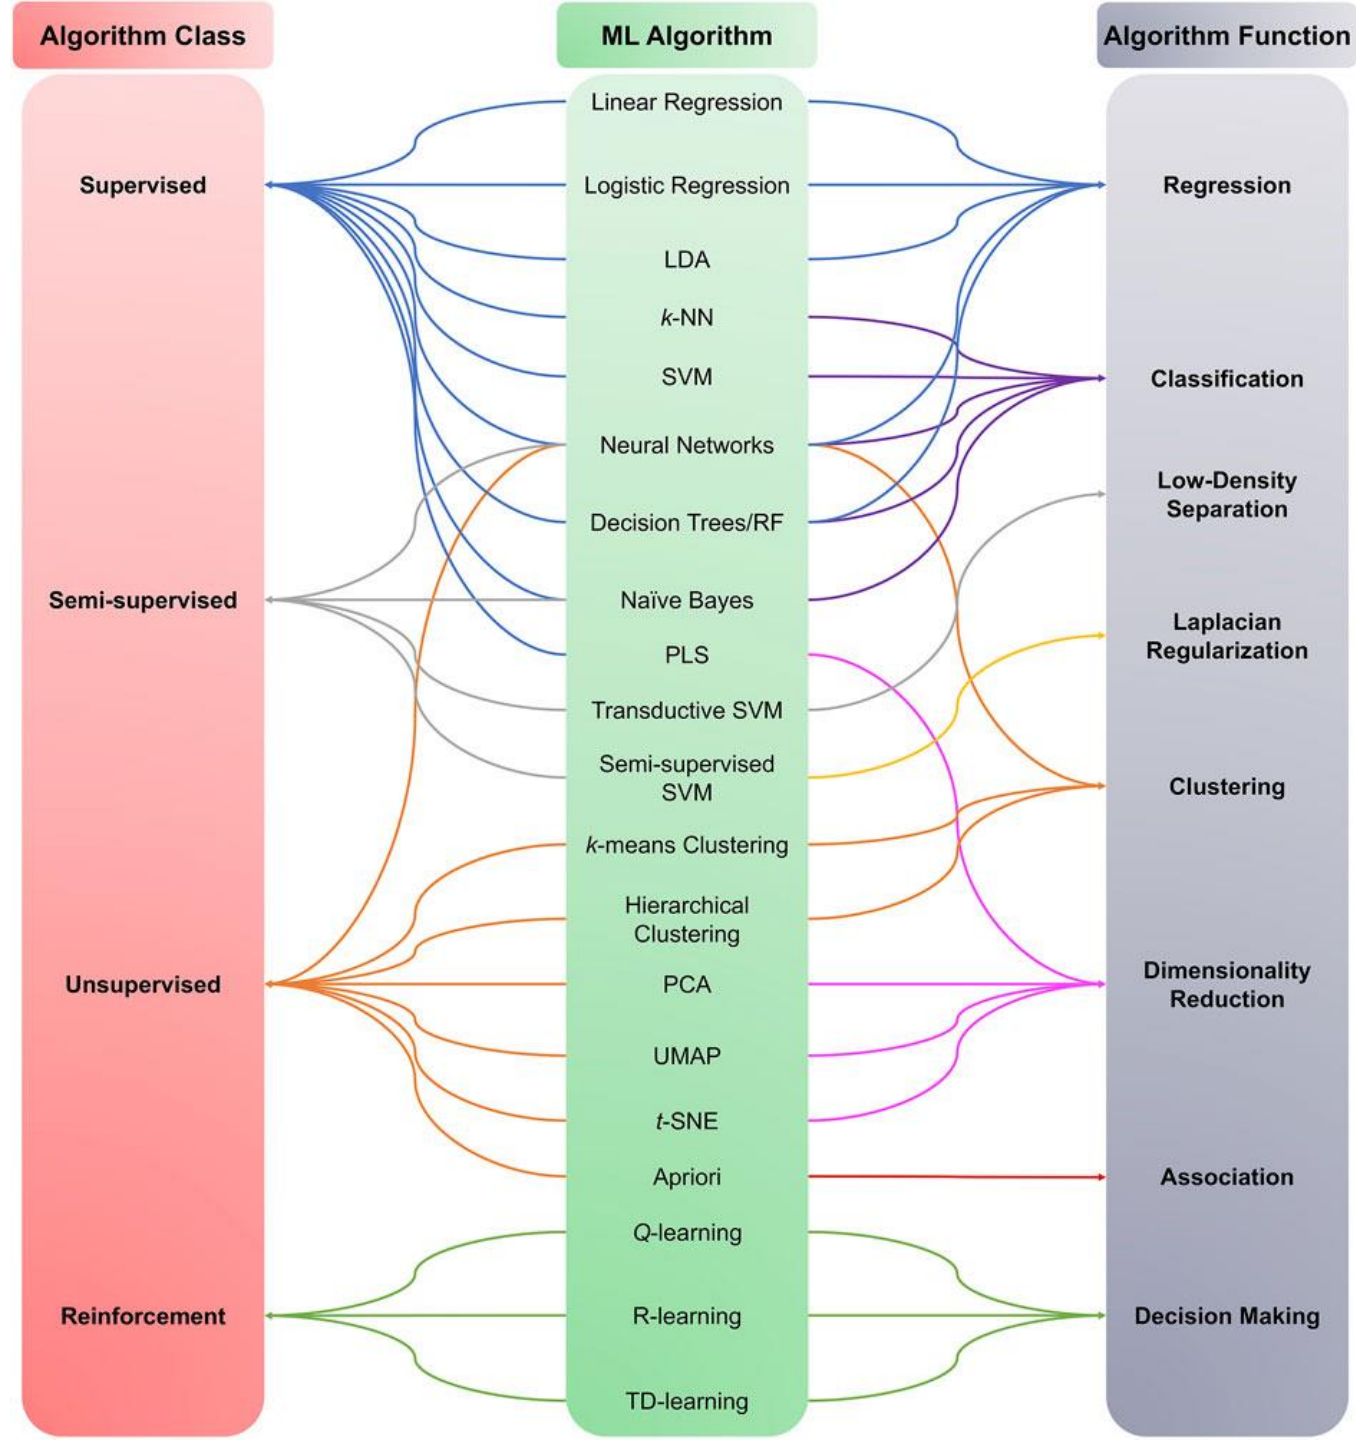 Algorithm Class
ML Algorithm
Algorithm Function
Supervised
Semi-supervised
Unsupervised
Reinforcement
Linear Regression
Logistic Regression
LDA
k-NN
SVM
Neural Networks
Decision Trees/RF
Naïve Bayes
PLS
Transductive SVM
Semi-supervised
SVM
k-means Clustering
Hierarchical
Clustering
PCA
UMAP
t-SNE
Apriori
Q-learning
R-learning
TD-learning
Regression
Classification
Low-Density
Separation
Laplacian
Regularization
Clustering
Dimensionality
Reduction
Association
Decision Making